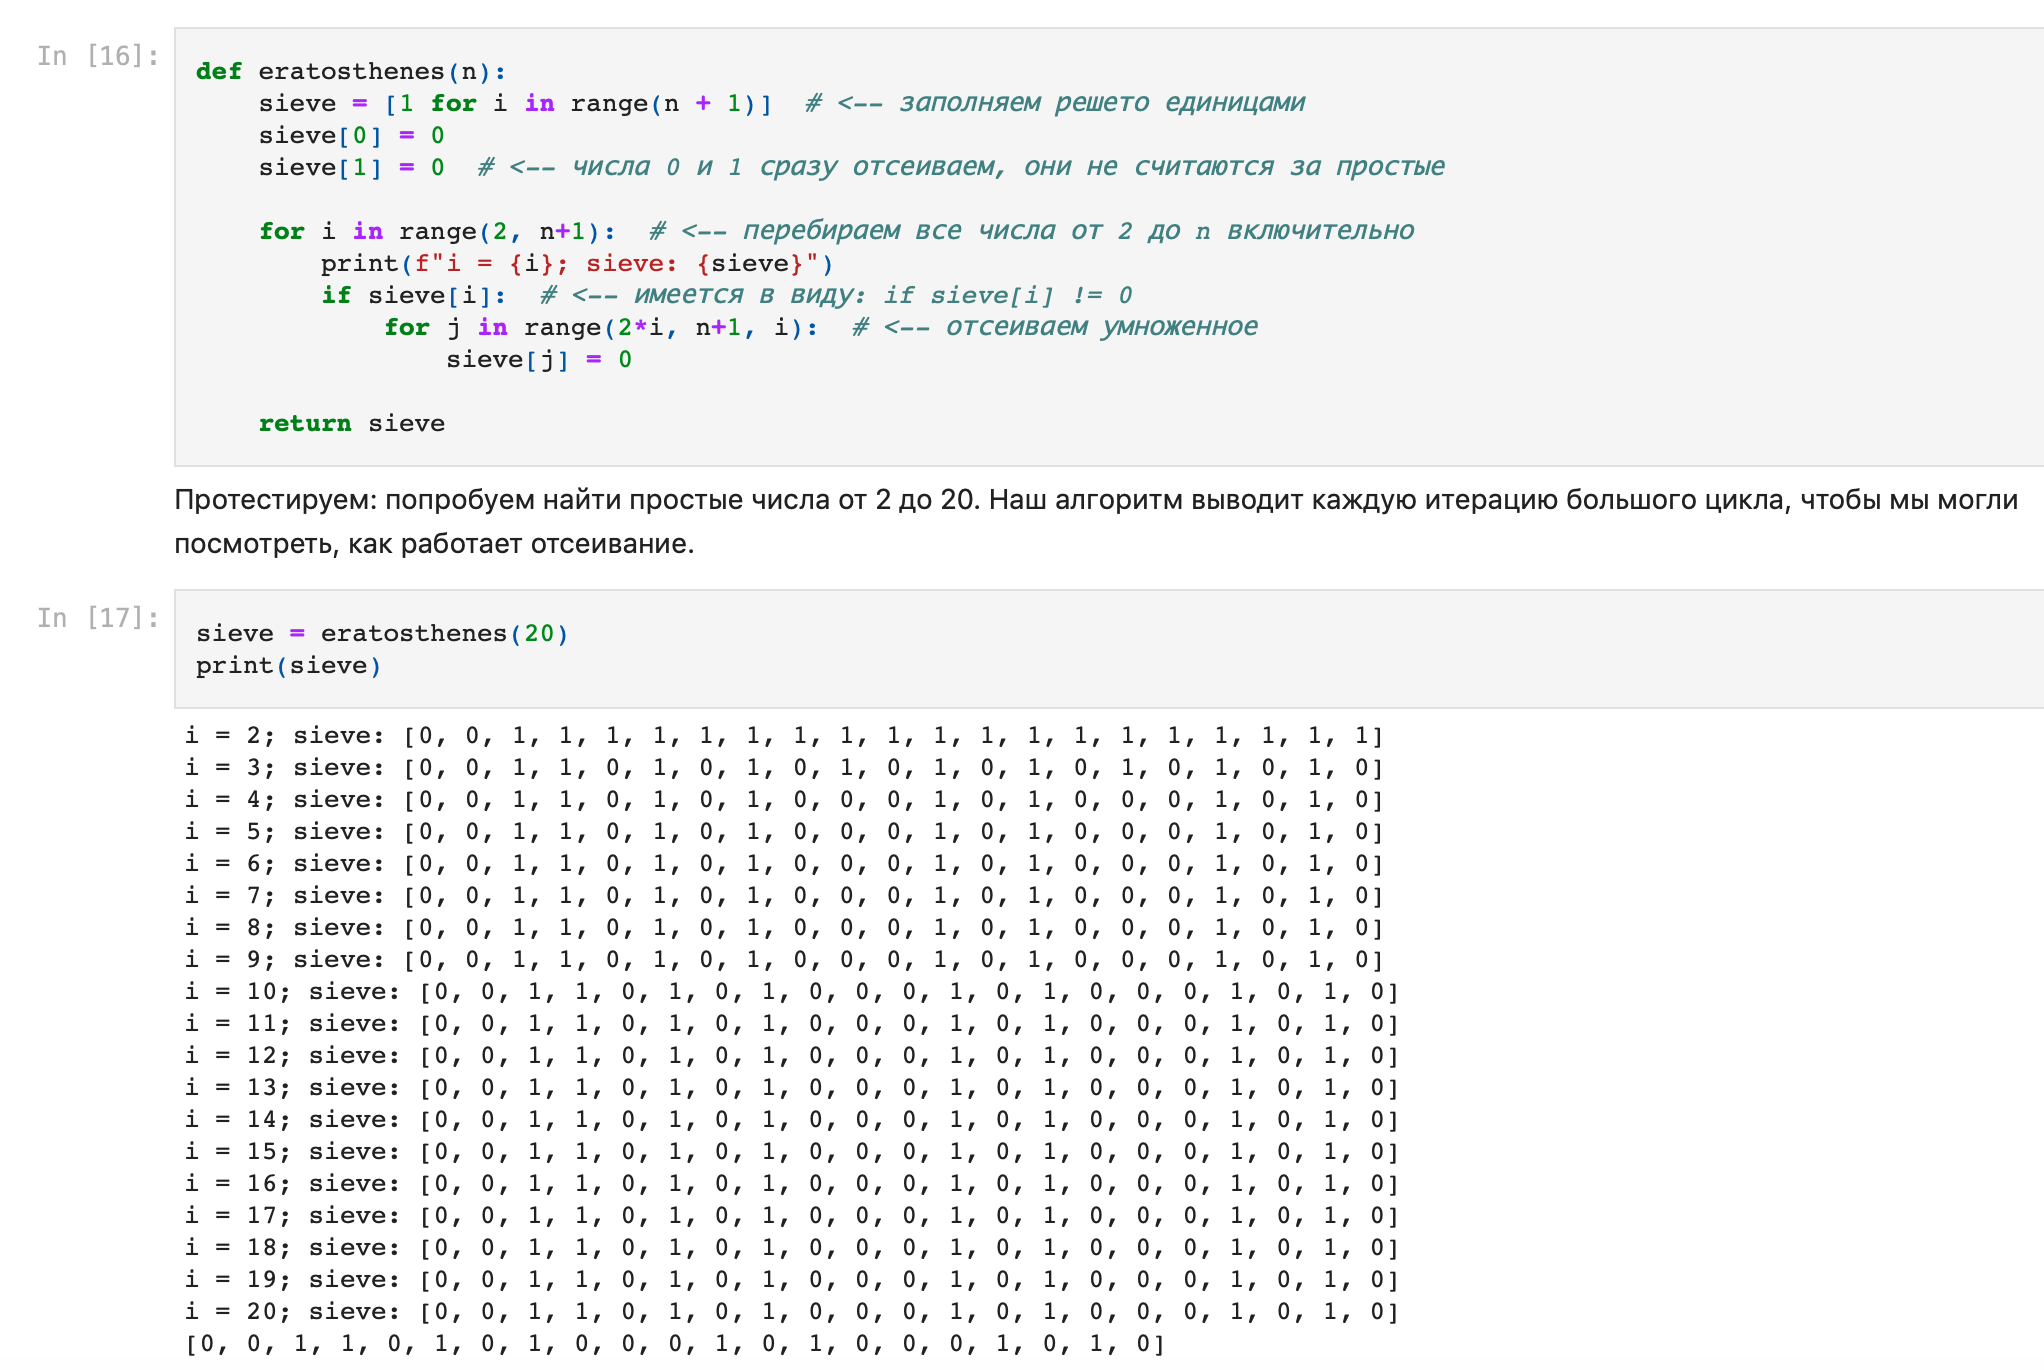 In [16]:
def eratosthenes(n):
    sieve = [1 for i in range(n + 1)]  # <-- заполняем решето единицами
    sieve[0] = 0
    sieve[1] = 0  # <-- числа 0 и 1 сразу отсеиваем, они не считаются за простые
    for i in range(2, n+1):  # <-- перебираем все числа от 2 до n включительно
        print(f"i = {i}; sieve: {sieve}")
        if sieve[i]:  # <-- имеется в виду: if sieve[i] != 0
            for j in range(2*i, n+1, i):  # <-- отсеиваем умноженное
                sieve[j] = 0
    return sieve
Протестируем: попробуем найти простые числа от 2 до 20. Наш алгоритм выводит каждую итерацию большого цикла, чтобы мы могли
посмотреть, как работает отсеивание.
In [17]:
sieve = eratosthenes(20)
print(sieve)
i = 2; sieve: [0, 0, 1, 1, 1, 1, 1, 1, 1, 1, 1, 1, 1, 1, 1, 1, 1, 1, 1, 1, 1]
i = 3; sieve: [0, 0, 1, 1, 0, 1, 0, 1, 0, 1, 0, 1, 0, 1, 0, 1, 0, 1, 0, 1, 0]
i = 4; sieve: [0, 0, 1, 1, 0, 1, 0, 1, 0, 0, 0, 1, 0, 1, 0, 0, 0, 1, 0, 1, 0]
i = 5; sieve: [0, 0, 1, 1, 0, 1, 0, 1, 0, 0, 0, 1, 0, 1, 0, 0, 0, 1, 0, 1, 0]
i = 6; sieve: [0, 0, 1, 1, 0, 1, 0, 1, 0, 0, 0, 1, 0, 1, 0, 0, 0, 1, 0, 1, 0]
i = 7; sieve: [0, 0, 1, 1, 0, 1, 0, 1, 0, 0, 0, 1, 0, 1, 0, 0, 0, 1, 0, 1, 0]
i = 8; sieve: [0, 0, 1, 1, 0, 1, 0, 1, 0, 0, 0, 1, 0, 1, 0, 0, 0, 1, 0, 1, 0]
i = 9; sieve: [0, 0, 1, 1, 0, 1, 0, 1, 0, 0, 0, 1, 0, 1, 0, 0, 0, 1, 0, 1, 0]
i = 10; sieve: [0, 0, 1, 1, 0, 1, 0, 1, 0, 0, 0, 1, 0, 1, 0, 0, 0, 1, 0, 1, 0]
i = 11; sieve: [0, 0, 1, 1, 0, 1, 0, 1, 0, 0, 0, 1, 0, 1, 0, 0, 0, 1, 0, 1, 0]
i = 12; sieve: [0, 0, 1, 1, 0, 1, 0, 1, 0, 0, 0, 1, 0, 1, 0, 0, 0, 1, 0, 1, 0]
i = 13; sieve: [0, 0, 1, 1, 0, 1, 0, 1, 0, 0, 0, 1, 0, 1, 0, 0, 0, 1, 0, 1, 0]
i = 14; sieve: [0, 0, 1, 1, 0, 1, 0, 1, 0, 0, 0, 1, 0, 1, 0, 0, 0, 1, 0, 1, 0]
i = 15; sieve: [0, 0, 1, 1, 0, 1, 0, 1, 0, 0, 0, 1, 0, 1, 0, 0, 0, 1, 0, 1, 0]
i = 16; sieve: [0, 0, 1, 1, 0, 1, 0, 1, 0, 0, 0, 1, 0, 1, 0, 0, 0, 1, 0, 1, 0]
i = 17; sieve: [0, 0, 1, 1, 0, 1, 0, 1, 0, 0, 0, 1, 0, 1, 0, 0, 0, 1, 0, 1, 0]
i = 18; sieve: [0, 0, 1, 1, 0, 1, 0, 1, 0, 0, 0, 1, 0, 1, 0, 0, 0, 1, 0, 1, 0]
i = 19; sieve: [0, 0, 1, 1, 0, 1, 0, 1, 0, 0, 0, 1, 0, 1, 0, 0, 0, 1, 0, 1, 0]
i = 20; sieve: [0, 0, 1, 1, 0, 1, 0, 1, 0, 0, 0, 1, 0, 1, 0, 0, 0, 1, 0, 1, 0]
[0, 0, 1, 1, 0, 1, 0, 1, 0, 0, 0, 1, 0, 1, 0, 0, 0, 1, 0, 1, 0]